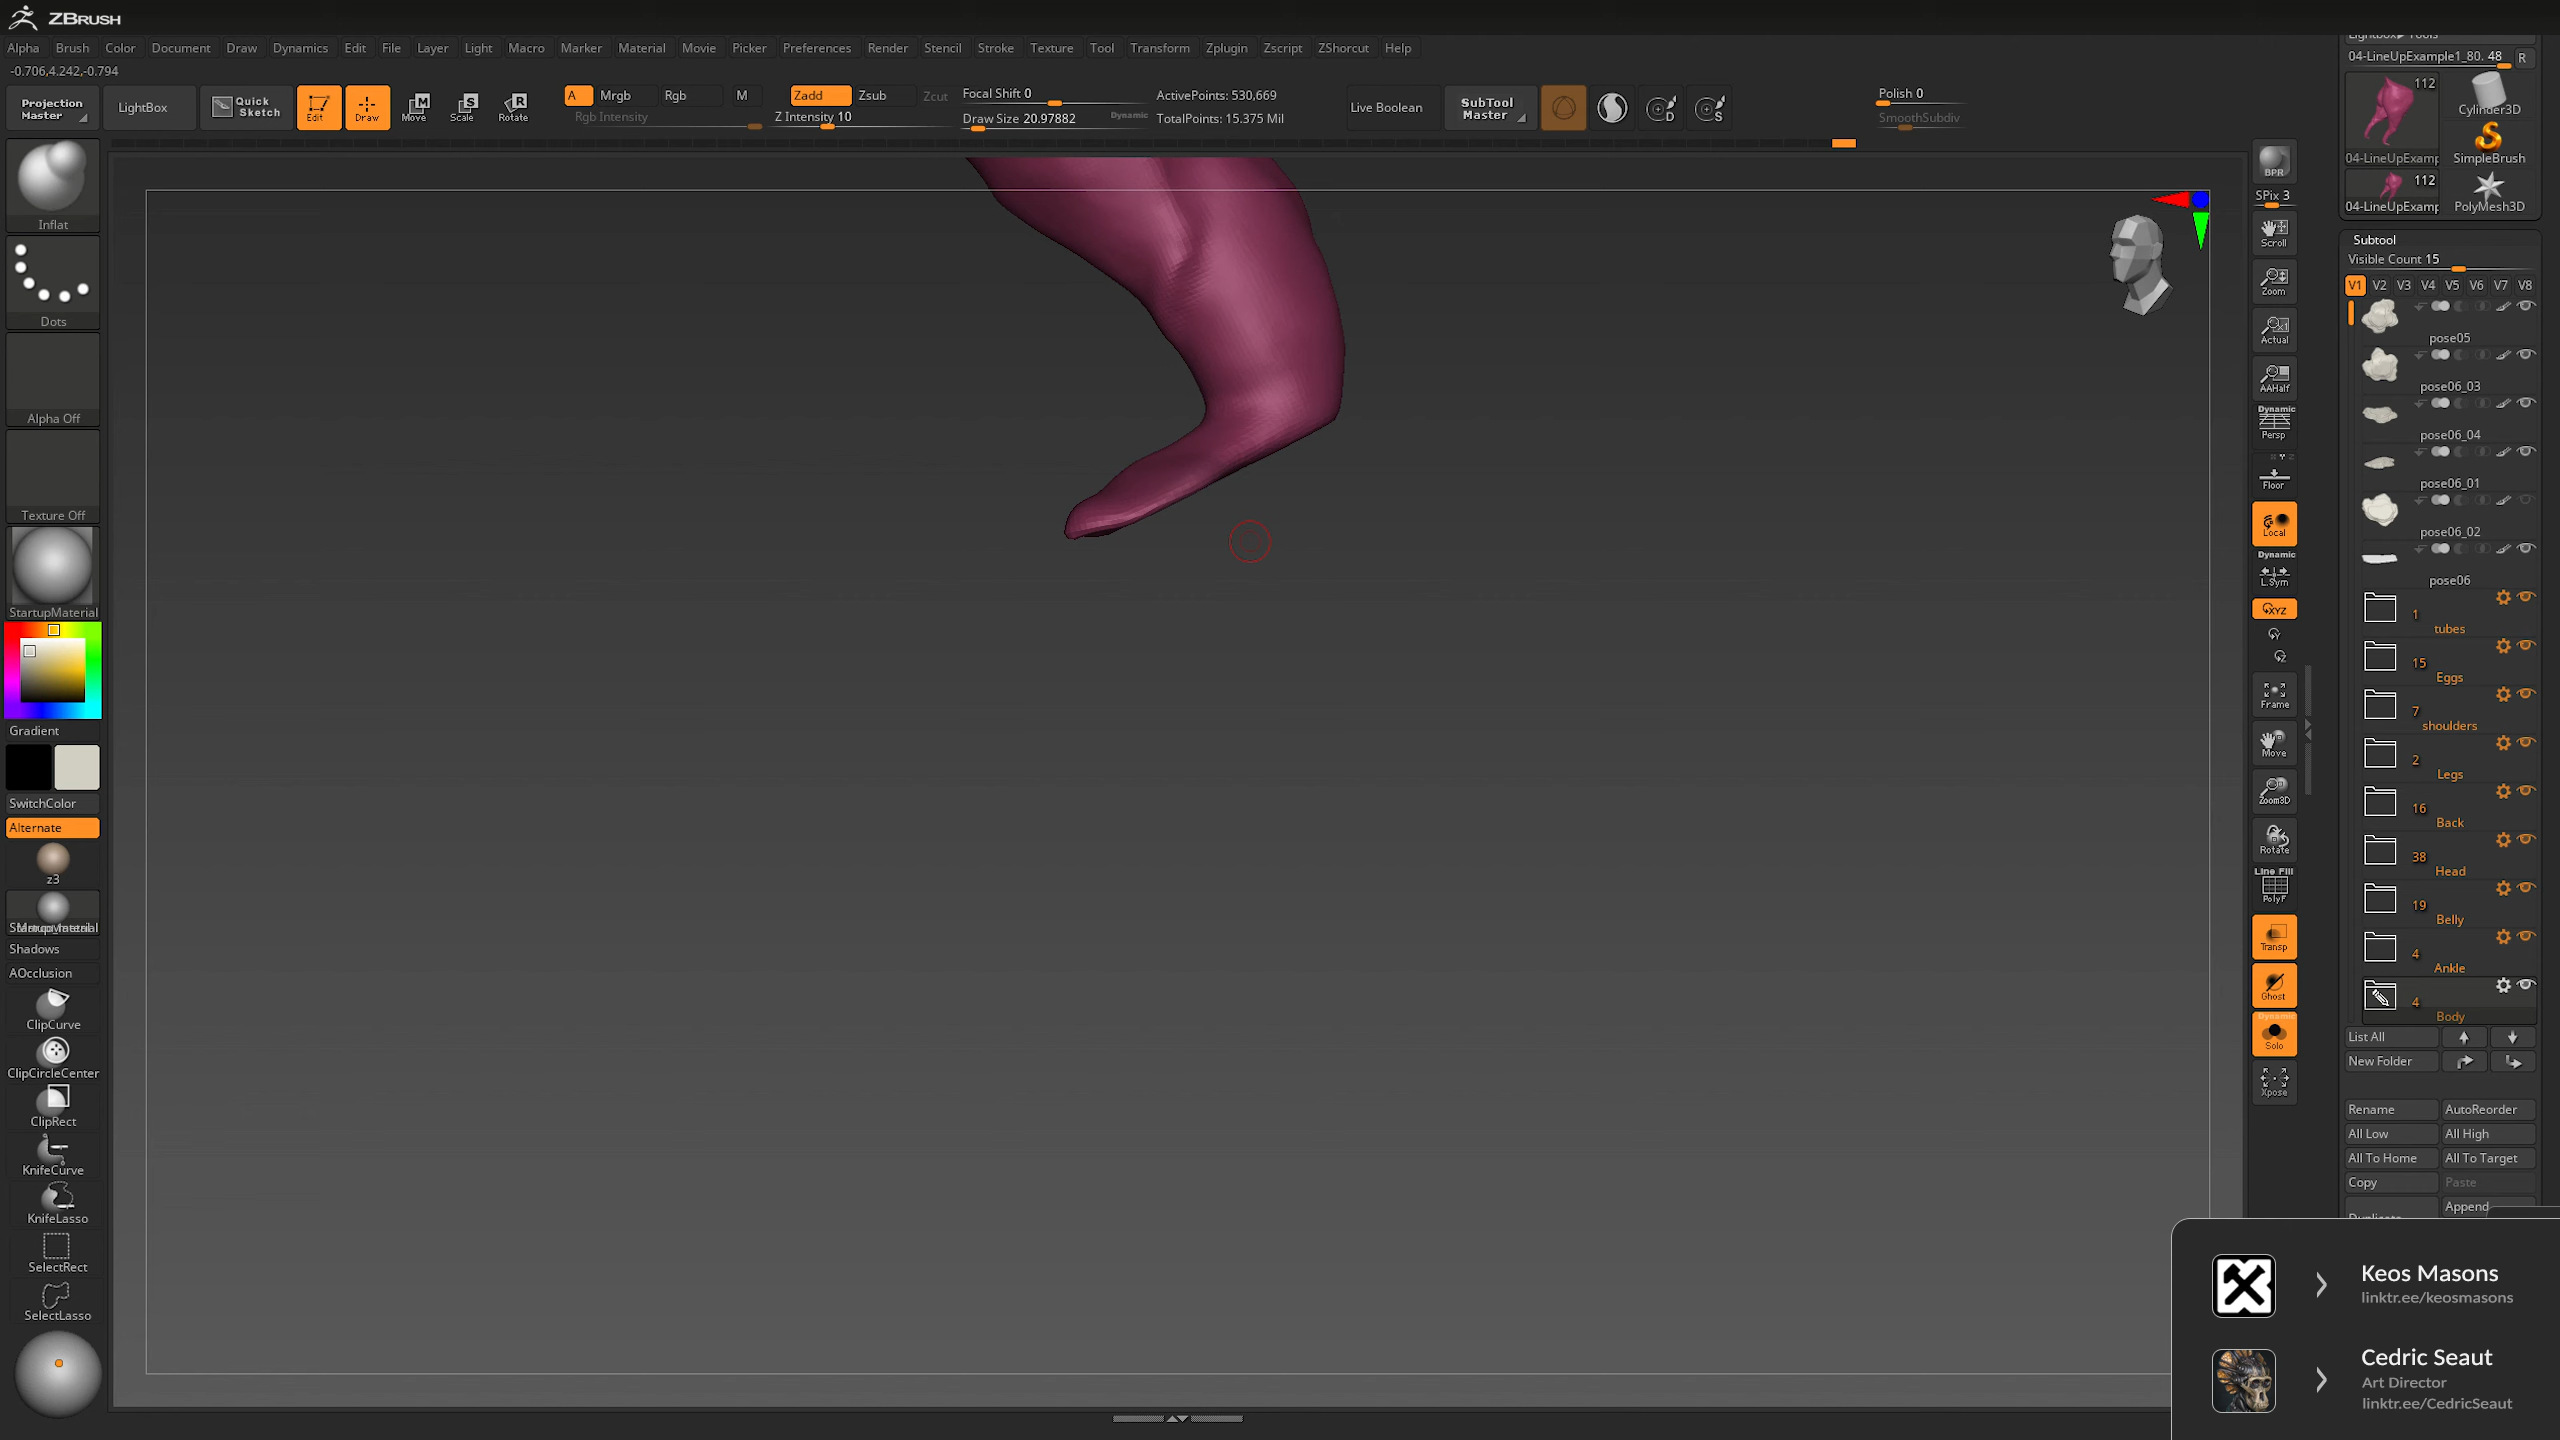 ZBRUSH
Alpha Brush Color Document Draw Dynamics Edit File Layer Light Macro Marker Material Movie Picker Preferences Render Stencil Stroke Texture Tool Transform Zplugin Zscript ZShorcut Help
-0.706,4.242,-0.794
Projection Master
LightBox
Quick Sketch
Edit
Draw
Move
Scale
Rotate
A Mrgb Rgb M
Rgb Intensity
Zadd Zsub Zcut
Z Intensity 10
Focal Shift 0
Draw Size 20.97882
Dynamic
ActivePoints: 530,669
TotalPoints: 15.375 Mil
Live Boolean
SubTool Master
Polish 0
SmoothSubdiv
Inflat
Dots
Alpha Off
Texture Off
StartupMaterial
Gradient
SwitchColor
Alternate
z3
Shadows
AOcclusion
ClipCurve
ClipCircleCenter
ClipRect
KnifeCurve
KnifeLasso
SelectRect
SelectLasso
BPR
SPix 3
Scroll
Zoom
Actual
AAHalf
Dynamic
Persp
Floor
Local
Dynamic
L.Sym
XYZ
Frame
Move
Zoom3D
Rotate
Line Fill
PolyF
Transp
Ghost
Dynamic
Solo
Xpose
04-LineUpExample1_80. 48 R
112
Cylinder3D
04-LineUpExamp
SimpleBrush
112
04-LineUpExamp
PolyMesh3D
Subtool
Visible Count 15
V1 V2 V3 V4 V5 V6 V7 V8
pose05
pose06_03
pose06_04
pose06_01
pose06_02
pose06
1
tubes
15
Eggs
7
shoulders
2
Legs
16
Back
38
Head
19
Belly
4
Ankle
4
Body
List All
New Folder
Rename AutoReorder
All Low All High
All To Home All To Target
Copy Paste
Append
Keos Masons
linktr.ee/keosmasons
Cedric Seaut
Art Director
linktr.ee/CedricSeaut